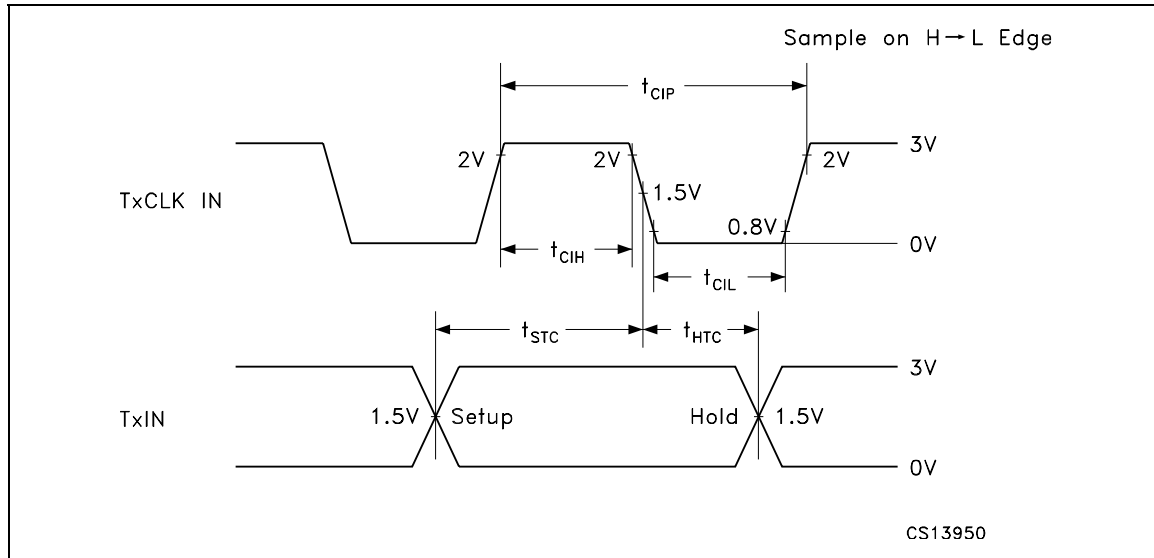 Sample on H→L Edge
tCIP
3V
2V
2V
2V
1.5V
TxCLK IN
0.8V
0V
tCIH
tCIL
tSTC
tHTC
3V
TxIN
1.5V
Setup
Hold
1.5V
0V
CS13950